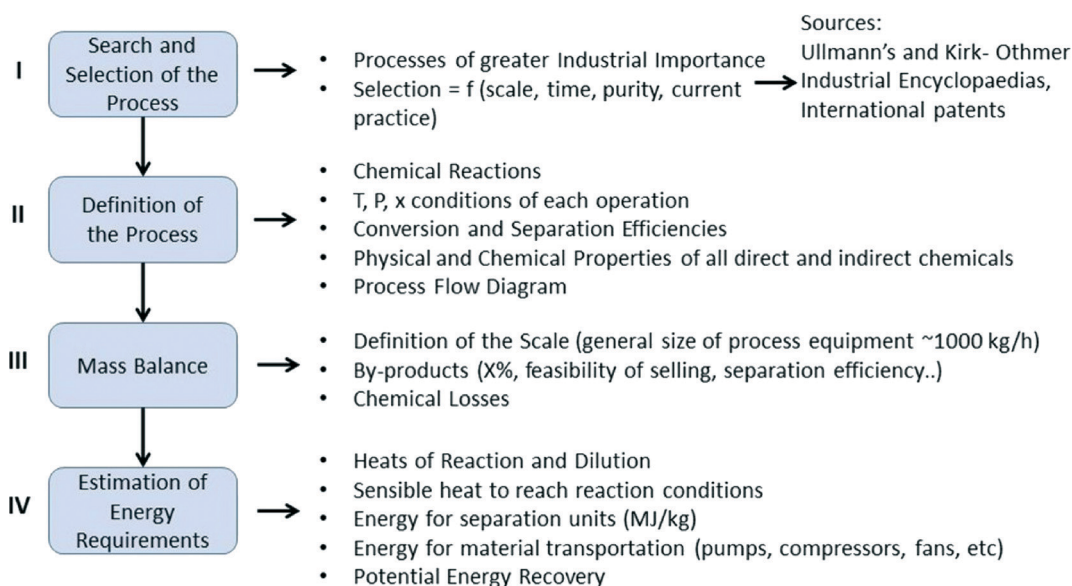 I
Search and
Selection of the
Process
• Processes of greater Industrial Importance
• Selection = f (scale, time, purity, current
practice)
Sources:
Ullmann's and Kirk- Othmer
Industrial Encyclopaedias,
International patents
II
Definition of
the Process
• Chemical Reactions
• T, P, x conditions of each operation
• Conversion and Separation Efficiencies
• Physical and Chemical Properties of all direct and indirect chemicals
• Process Flow Diagram
III
Mass Balance
• Definition of the Scale (general size of process equipment ~1000 kg/h)
• By-products (X%, feasibility of selling, separation efficiency..)
• Chemical Losses
IV
Estimation of
Energy
Requirements
• Heats of Reaction and Dilution
• Sensible heat to reach reaction conditions
• Energy for separation units (MJ/kg)
• Energy for material transportation (pumps, compressors, fans, etc)
• Potential Energy Recovery